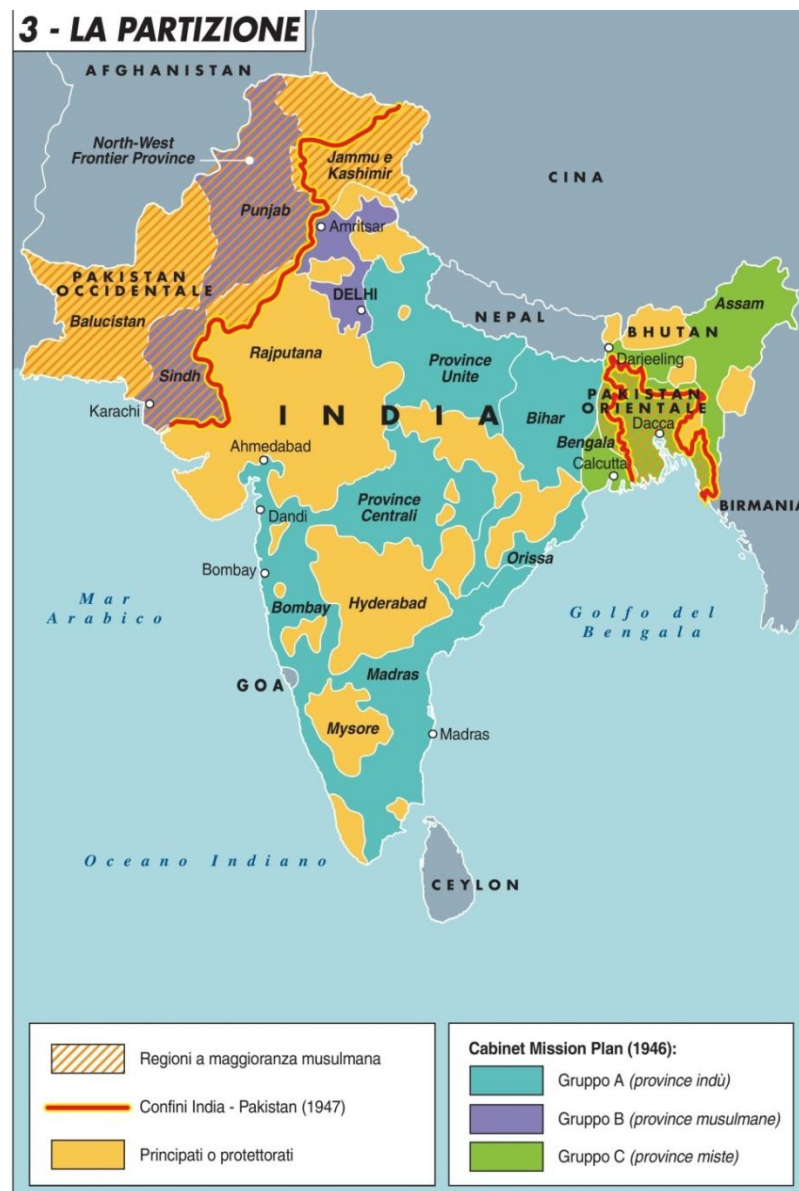 3 - LA PARTIZIONE
AFGHANISTAN
North-West
Frontier Province
Jammu e
Kashimir
CINA
Punjab
Amritsar
PAKISTAN
OCCIDENTALE
DELHI
NEPAL
Assam
BHUTAN
Balucistan
Rajputana
Province
Unite
Darjeeling
Sindh
PAKISTAN
ORIENTALE
Karachi
INDIA
Bihar
Dacca
Bengala
Ahmedabad
Calcutta
Province
Centrali
BIRMANIA
Dandi
Orissa
Bombay
Mar
Arabico
Bombay
Hyderabad
Golfo del
Bengala
GOA
Madras
Mysore
Madras
Oceano Indiano
CEYLON
Regioni a maggioranza musulmana
Confini India - Pakistan (1947)
Principati o protettorati
Cabinet Mission Plan (1946):
Gruppo A (province indù)
Gruppo B (province musulmane)
Gruppo C (province miste)